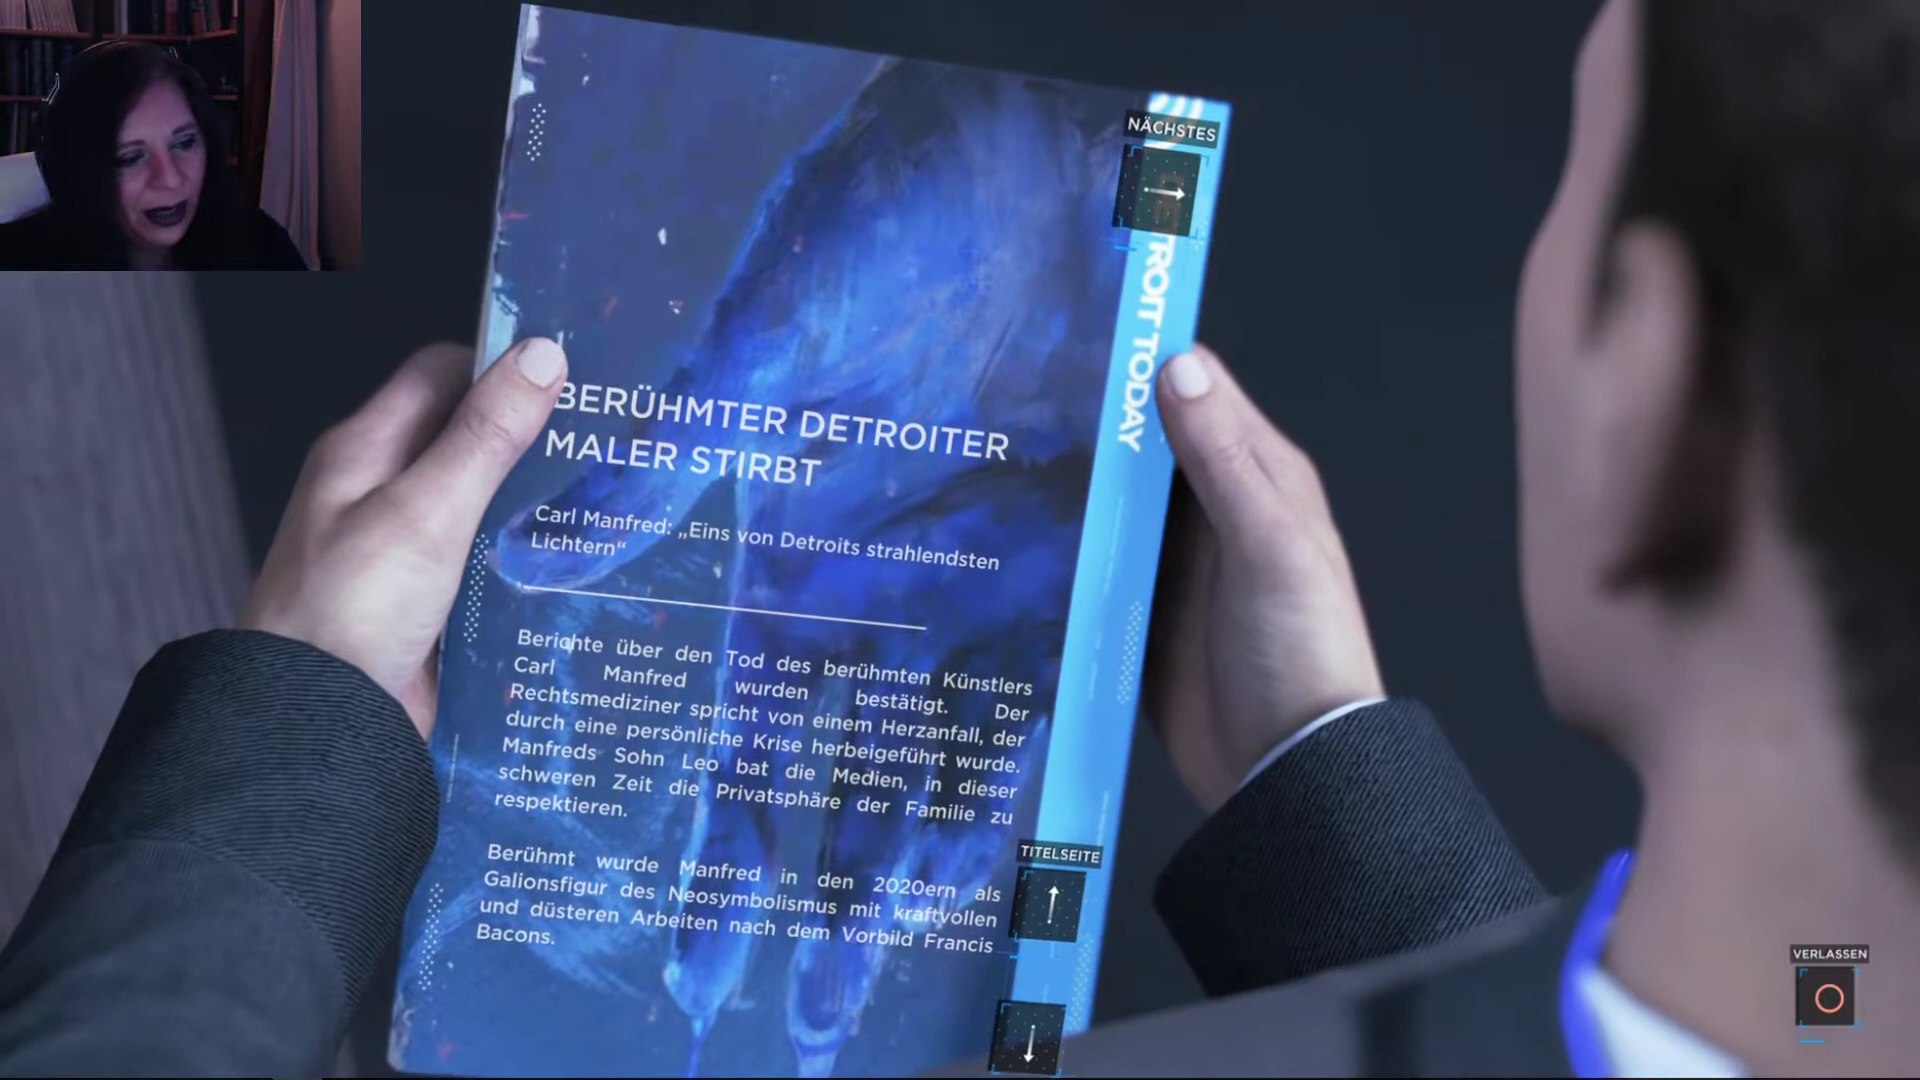 NÄCHSTES
TROIT TODAY
BERÜHMTER DETROITER
MALER STIRBT
Carl Manfred: „Eins von Detroits strahlendsten
Lichtern“
Berichte über den Tod des berühmten Künstlers
Carl Manfred wurden bestätigt. Der
Rechtsmediziner spricht von einem Herzanfall, der
durch eine persönliche Krise herbeigeführt wurde.
Manfreds Sohn Leo bat die Medien, in dieser
schweren Zeit die Privatsphäre der Familie zu
respektieren.
Berühmt wurde Manfred in den 2020ern als
Galionsfigur des Neosymbolismus mit kraftvollen
und düsteren Arbeiten nach dem Vorbild Francis
Bacons.
TITELSEITE
VERLASSEN